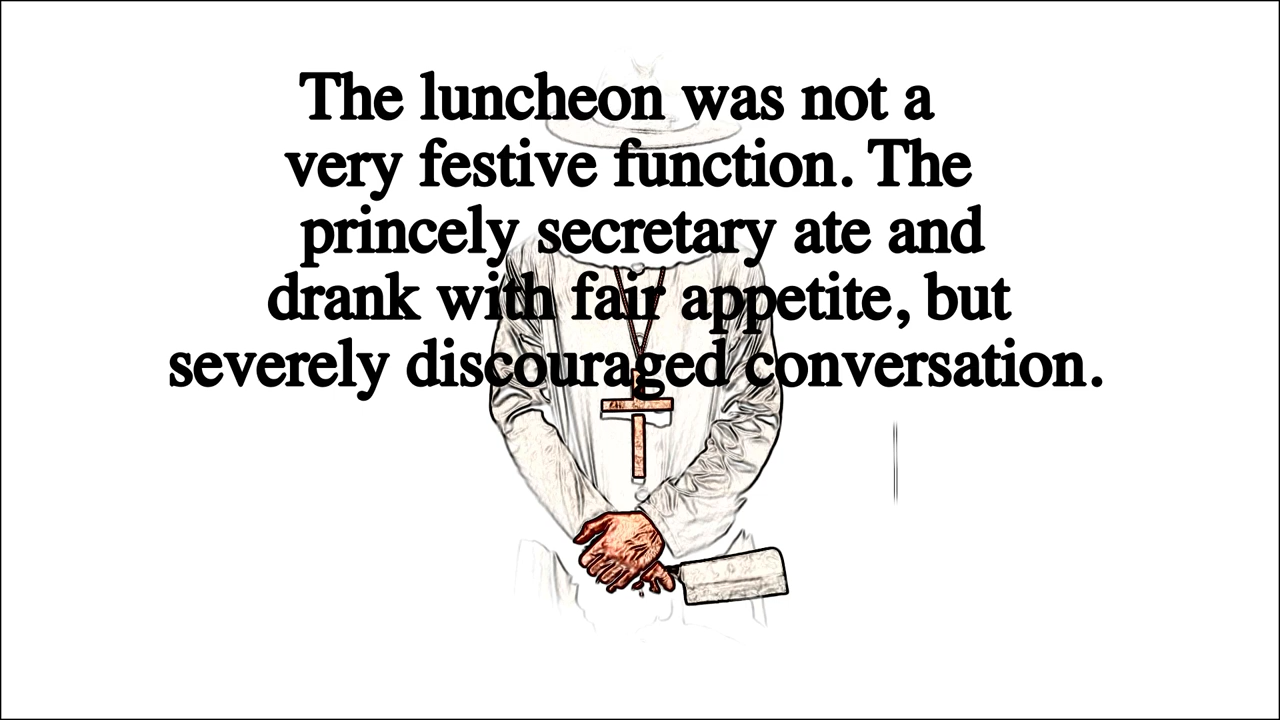 The luncheon was not a
very festive function. The
princely secretary ate and
drank with fair appetite, but
severely discouraged conversation.